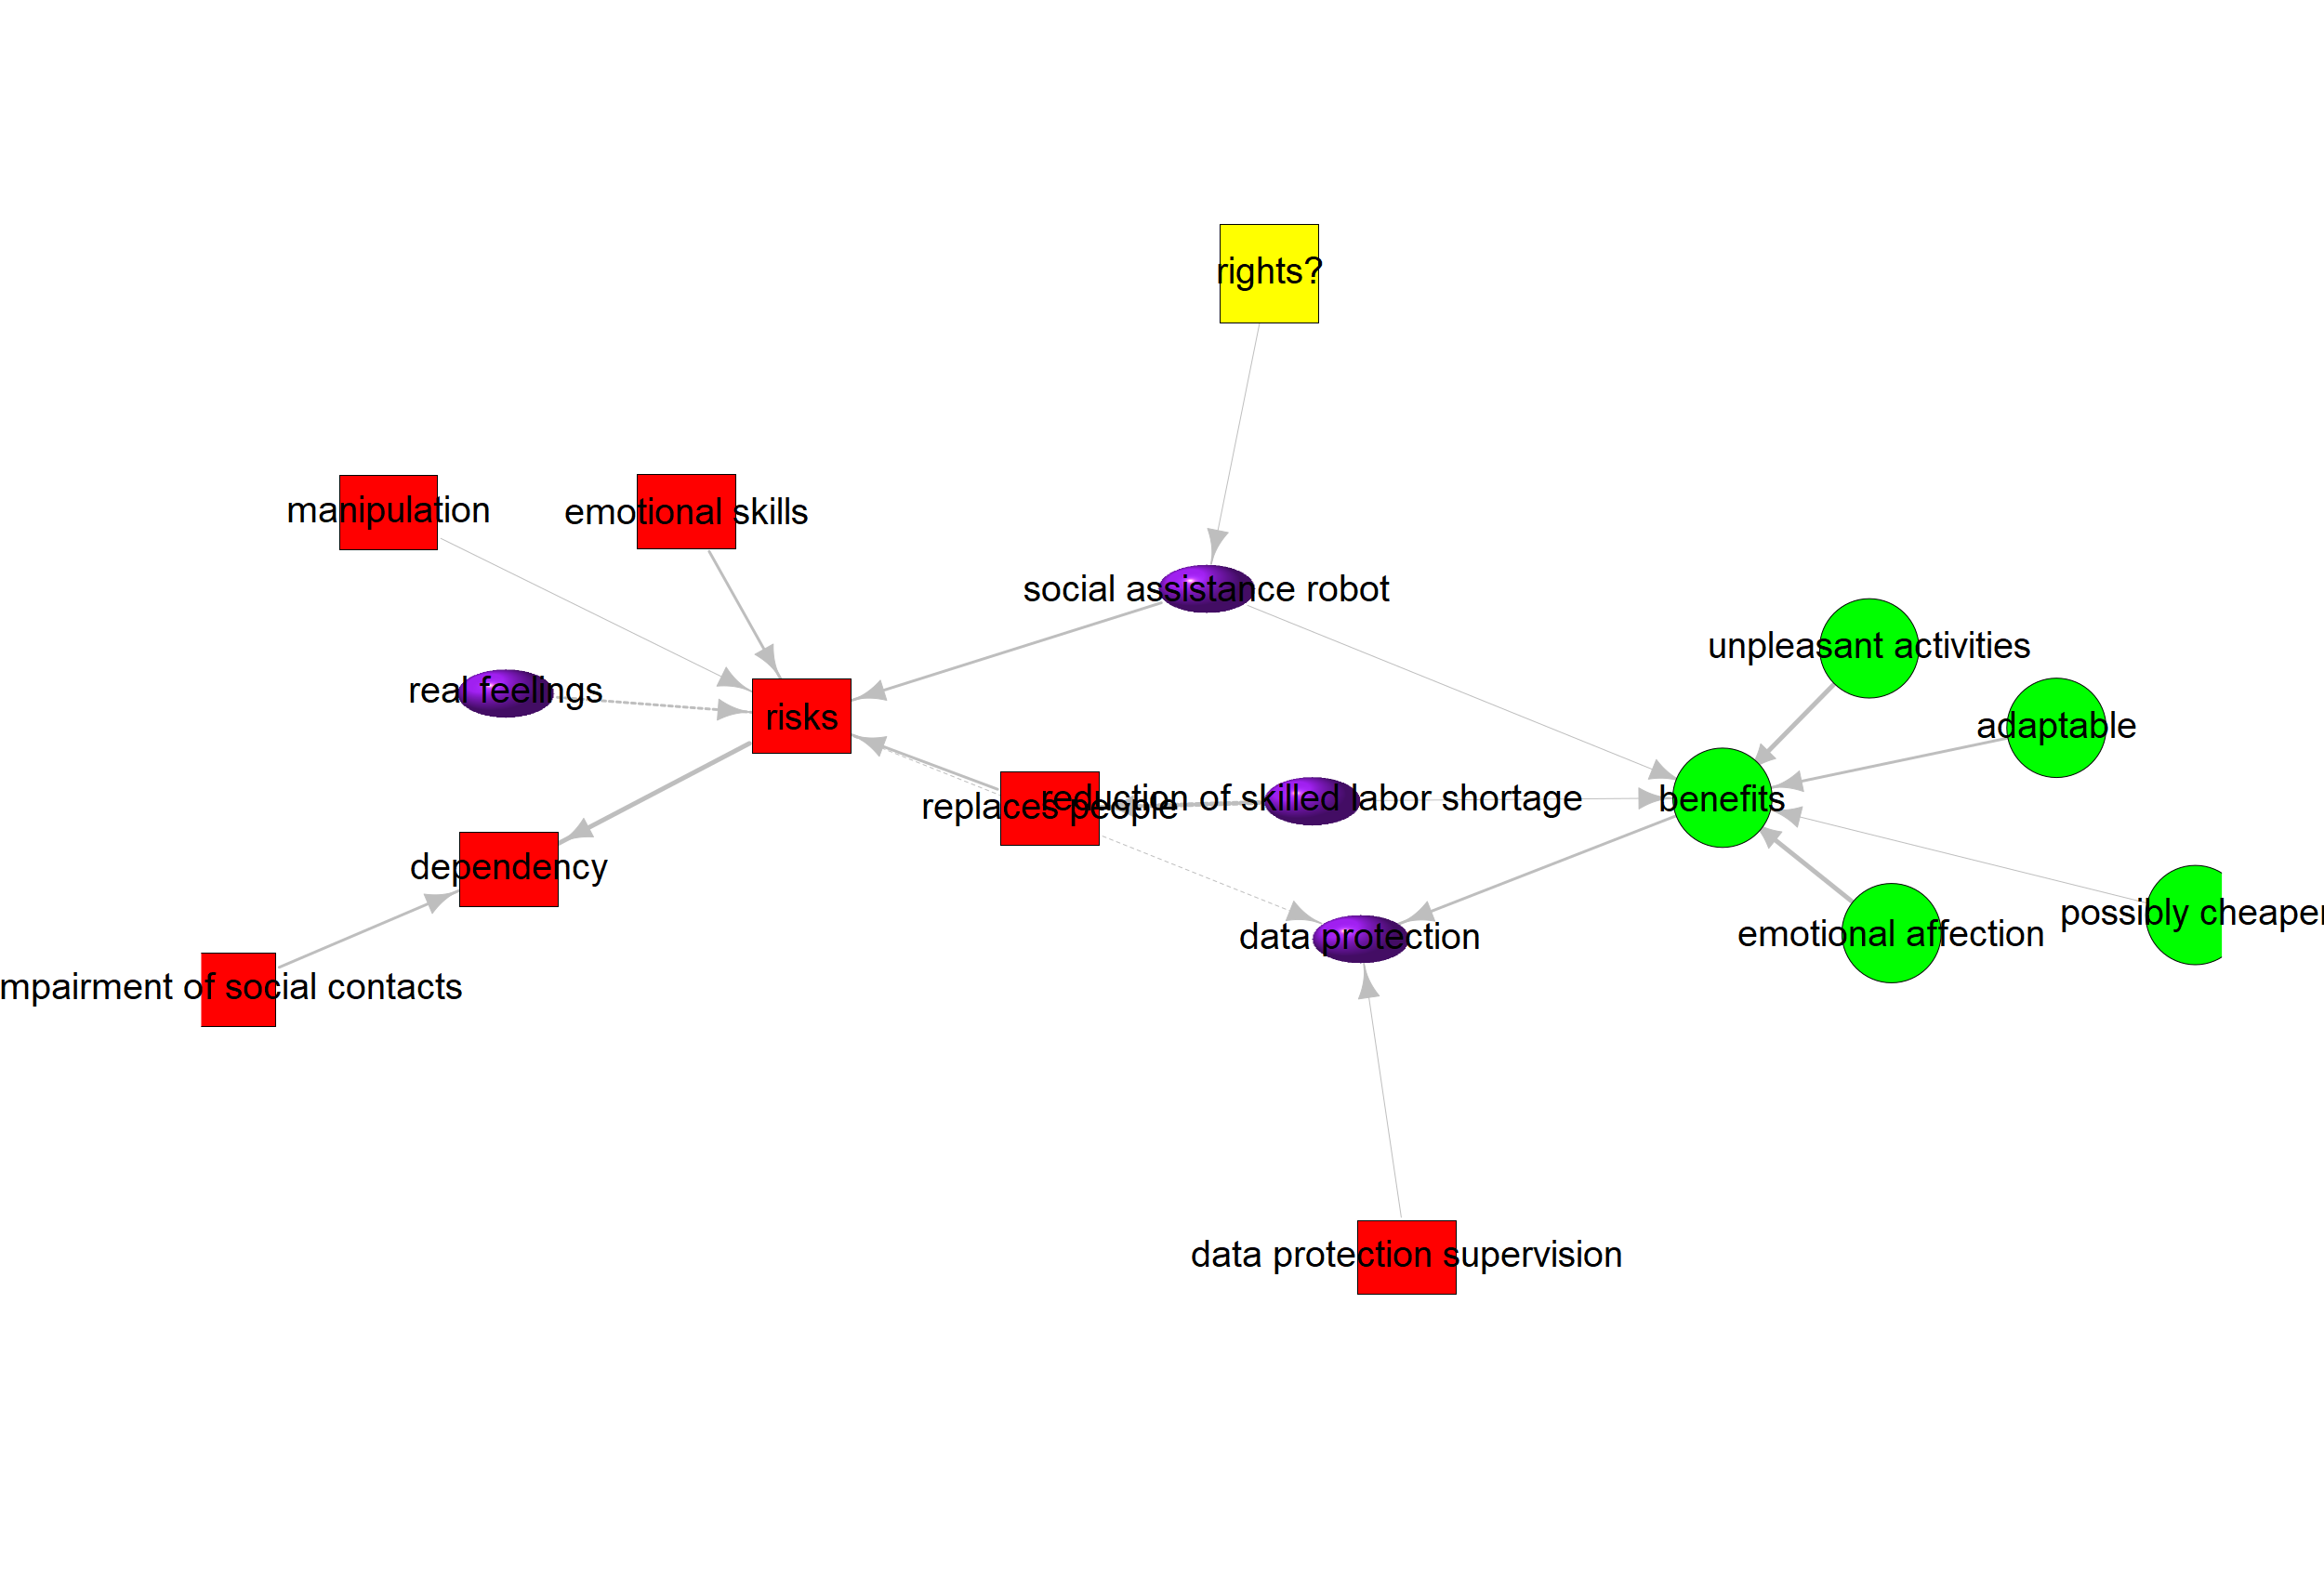 rights?
manipulation
emotional skills
social assistance robot
unpleasant activities
real feelings
risks
adaptable
reduction of skilled labor shortage
replaces people
benefits
dependency
possibly cheaper
data protection
emotional affection
mpairment of social contacts
data protection supervision